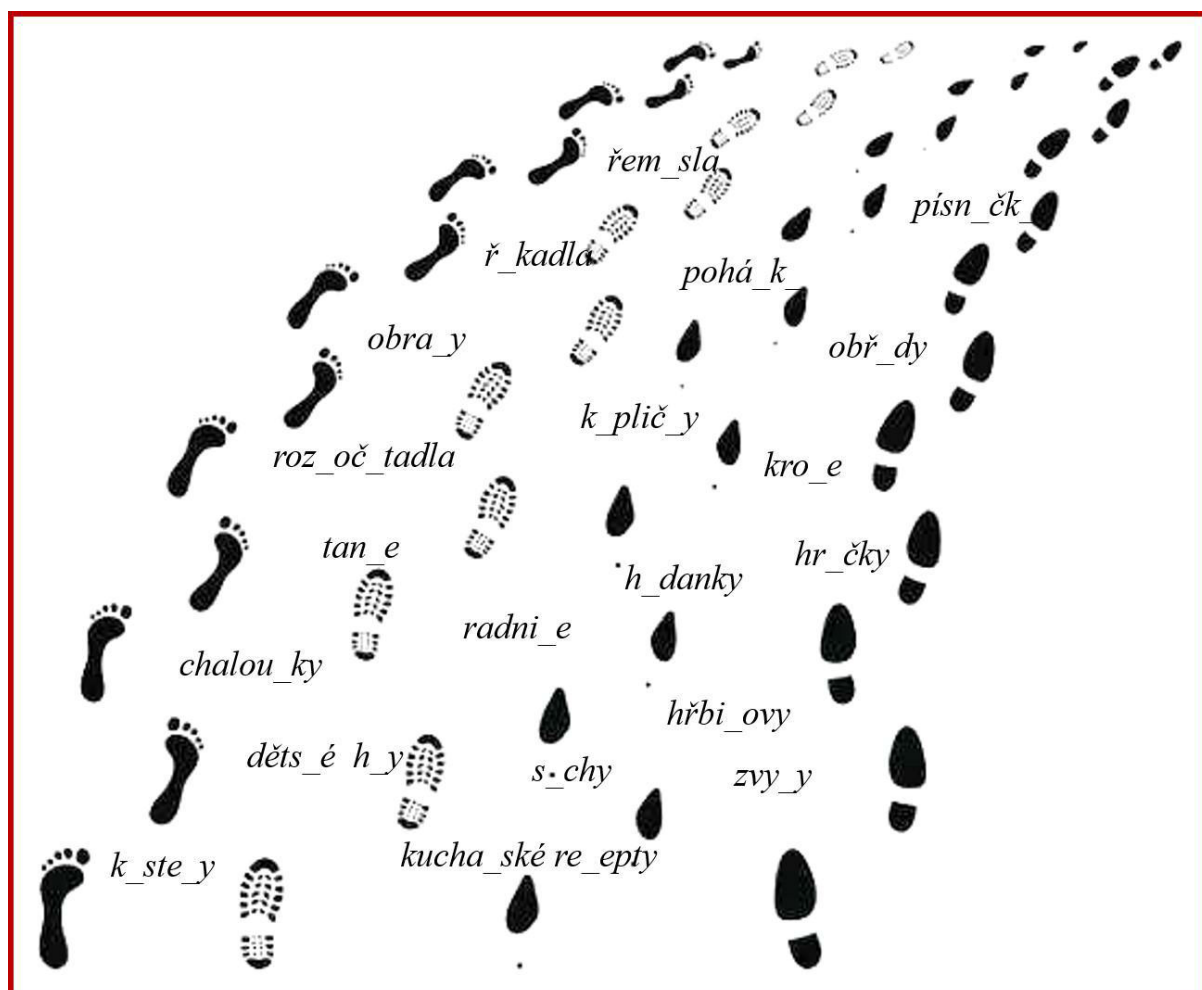 řem_sla
písn_čk_
ř_kadla
pohá_k_
obra_y
obř_dy
k_plič_y
roz_oč_tadla
kro_e
tan_e
hr_čky
h_danky
radni_e
chalou_ky
hřbi_ovy
děts_é h_y
s_chy
zvy_y
kucha_ské re_epty
k_ste_y